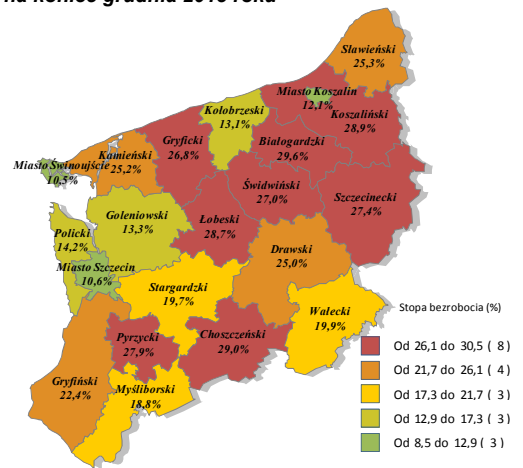 Sławieński
25,3%
Miasto Koszalin
12,1%
Kołobrzeski
13,1%
Koszaliński
28,9%
Gryficki
26,8%
Białogardzki
29,6%
Miasto Świnoujście
10,5%
Kamieński
25,2%
Świdwiński
27,0%
Szczecinecki
27,4%
Goleniowski
13,3%
Łobeski
28,7%
Policki
14,2%
Drawski
25,0%
Miasto Szczecin
10,6%
Stargardzki
19,7%
Wałecki
19,9%
Pyrzycki
27,9%
Choszczeński
29,0%
Gryfiński
22,4%
Myśliborski
18,8%
Stopa bezrobocia (%)
Od 26,1 do 30,5 ( 8)
Od 21,7 do 26,1 ( 4)
Od 17,3 do 21,7 ( 3)
Od 12,9 do 17,3 ( 3)
Od 8,5 do 12,9 ( 3)